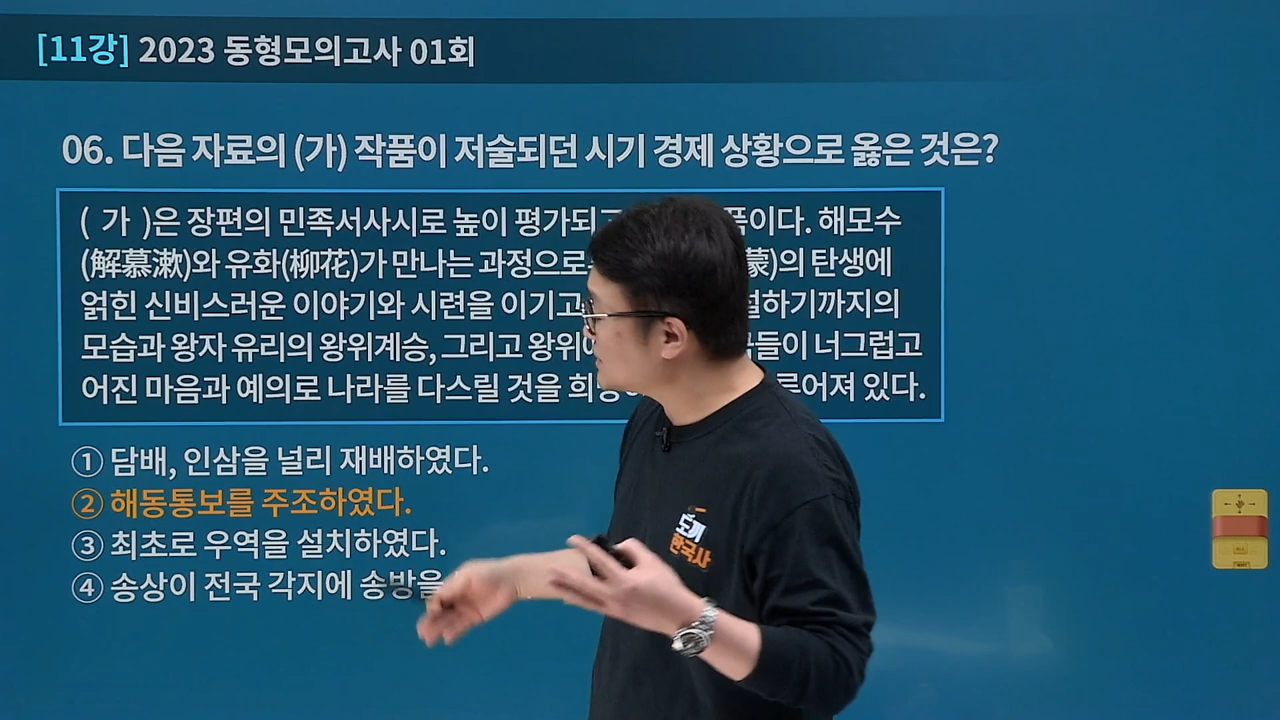 [11강] 2023 동형모의고사 01회
06. 다음 자료의 (가) 작품이 저술되던 시기 경제 상황으로 옳은 것은?
( 가 )은 장편의 민족서사시로 높이 평가되고 품이다. 해모수
(解慕漱)와 유화(柳花)가 만나는 과정으로 蒙)의 탄생에
얽힌 신비스러운 이야기와 시련을 이기고 설하기까지의
모습과 왕자 유리의 왕위계승, 그리고 왕위에 들이 너그럽고
어진 마음과 예의로 나라를 다스릴 것을 희망 루어져 있다.
① 담배, 인삼을 널리 재배하였다.
② 해동통보를 주조하였다.
③ 최초로 우역을 설치하였다.
④ 송상이 전국 각지에 송방을
도끼
한국사